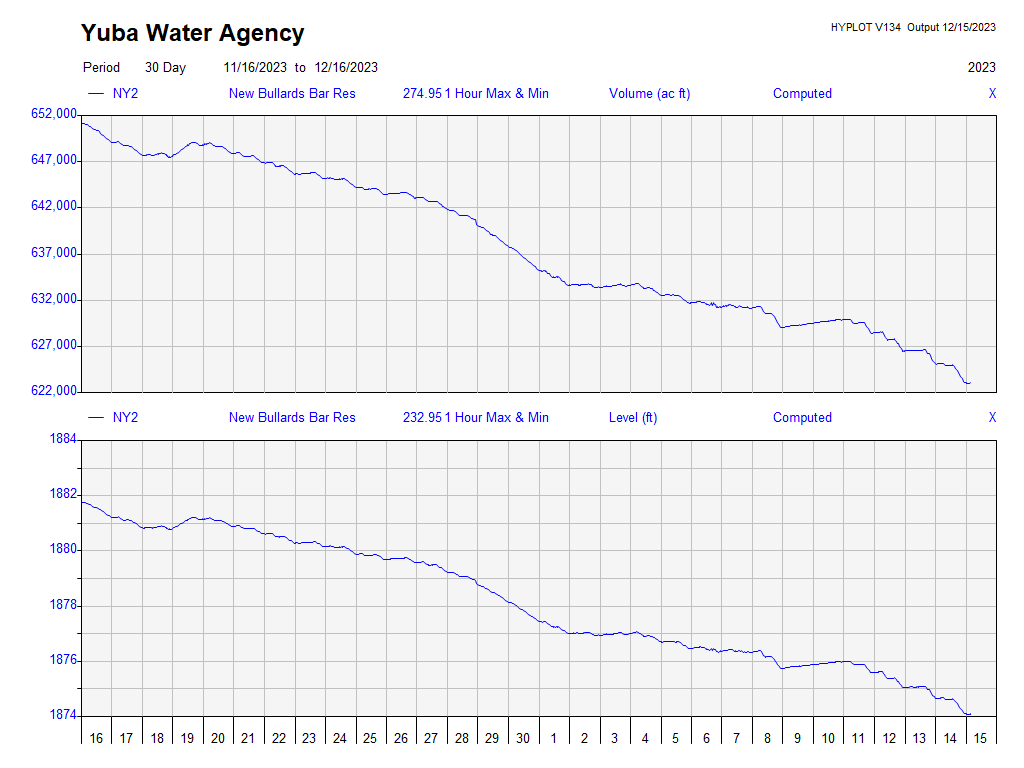 Yuba Water Agency
HYPLOT V134 Output 12/15/2023
Period 30 Day 11/16/2023 to 12/16/2023 2023
NY2 New Bullards Bar Res 274.95 1 Hour Max & Min Volume (ac ft) Computed X
652,000
647,000
642,000
637,000
632,000
627,000
622,000
NY2 New Bullards Bar Res 232.95 1 Hour Max & Min Level (ft) Computed X
1884
1882
1880
1878
1876
1874
16 17 18 19 20 21 22 23 24 25 26 27 28 29 30 1 2 3 4 5 6 7 8 9 10 11 12 13 14 15